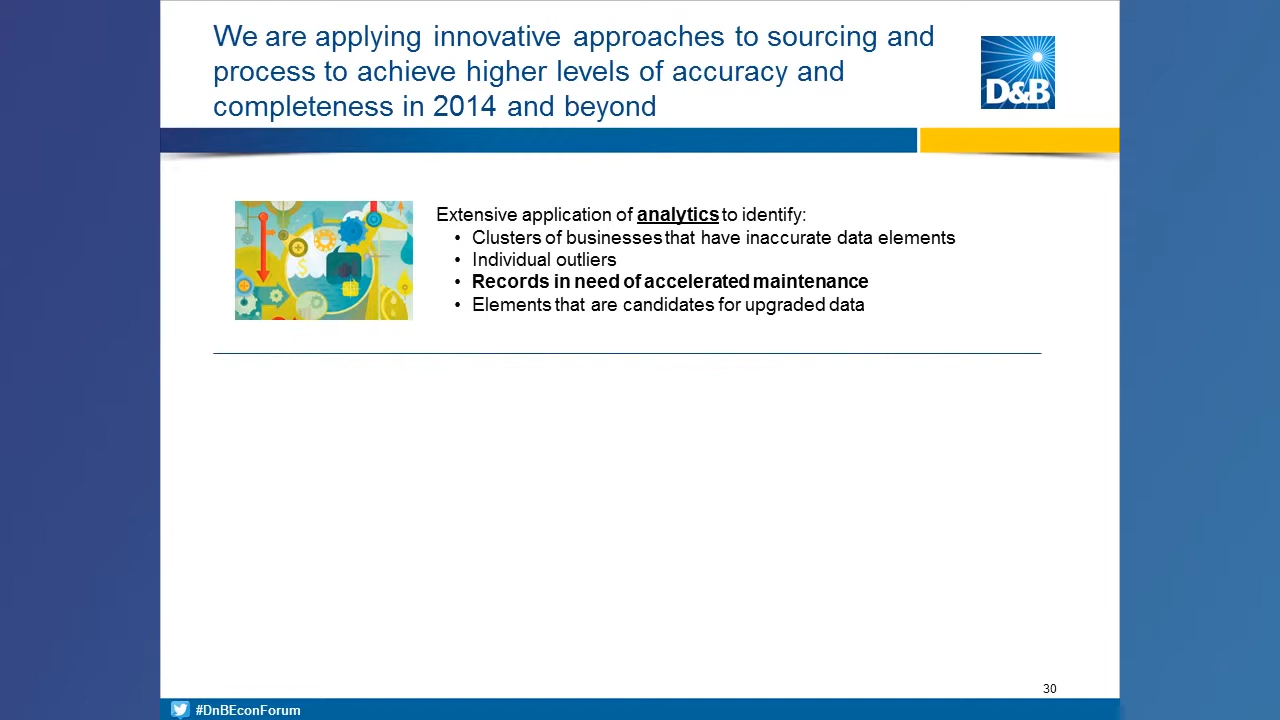 We are applying innovative approaches to sourcing and
process to achieve higher levels of accuracy and
completeness in 2014 and beyond
D&B
Extensive application of analytics to identify:
• Clusters of businesses that have inaccurate data elements
• Individual outliers
• Records in need of accelerated maintenance
• Elements that are candidates for upgraded data
30
#DnBEconForum